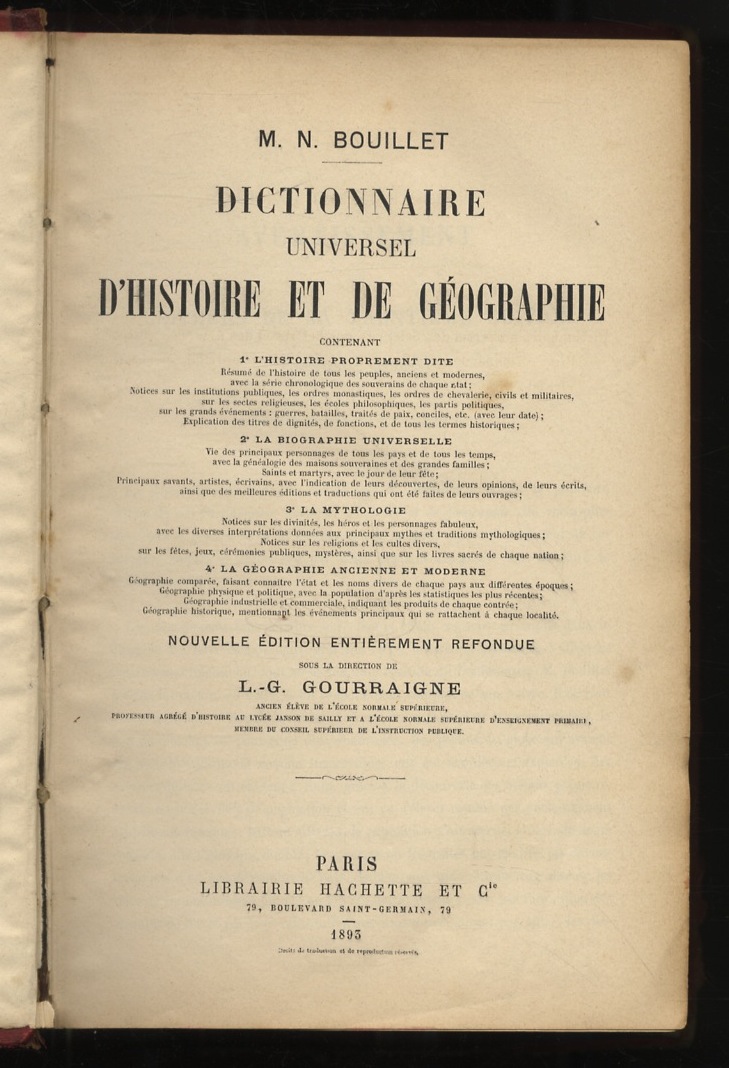 M. N. BOUILLET
DICTIONNAIRE
UNIVERSEL
D'HISTOIRE ET DE GÉOGRAPHIE
CONTENANT
1° L'HISTOIRE PROPREMENT DITE
Résumé de l'histoire de tous les peuples, anciens et modernes,
avec la série chronologique des souverains de chaque état;
Notices sur les institutions publiques, les ordres monastiques, les ordres de chevalerie, civils et militaires,
sur les sectes religieuses, les écoles philosophiques, les partis politiques,
sur les grands événements : guerres, batailles, traités de paix, conciles, etc. (avec leur date);
Explication des titres de dignités, de fonctions, et de tous les termes historiques;
2° LA BIOGRAPHIE UNIVERSELLE
Vie des principaux personnages de tous les pays et de tous les temps,
avec la généalogie des maisons souveraines et des grandes familles;
Saints et martyrs, avec le jour de leur fête;
Principaux savants, artistes, écrivains, avec l'indication de leurs découvertes, de leurs opinions, de leurs écrits,
ainsi que des meilleures éditions et traductions qui ont été faites de leurs ouvrages;
3° LA MYTHOLOGIE
Notices sur les divinités, les héros et les personnages fabuleux,
avec les diverses interprétations données aux principaux mythes et traditions mythologiques;
Notices sur les religions et les cultes divers,
sur les fêtes, jeux, cérémonies publiques, mystères, ainsi que sur les livres sacrés de chaque nation;
4° LA GÉOGRAPHIE ANCIENNE ET MODERNE
Géographie comparée, faisant connaître l'état et les noms divers de chaque pays aux différentes époques;
Géographie physique et politique, avec la population d'après les statistiques les plus récentes;
Géographie industrielle et commerciale, indiquant les produits de chaque contrée;
Géographie historique, mentionnant les événements principaux qui se rattachent à chaque localité.
NOUVELLE ÉDITION ENTIÈREMENT REFONDUE
SOUS LA DIRECTION DE
L.-G. GOURRAIGNE
ANCIEN ÉLÈVE DE L'ÉCOLE NORMALE SUPÉRIEURE,
PROFESSEUR AGRÉGÉ D'HISTOIRE AU LYCÉE JANSON DE SAILLY ET A L'ÉCOLE NORMALE SUPÉRIEURE D'ENSEIGNEMENT PRIMAIRE,
MEMBRE DU CONSEIL SUPÉRIEUR DE L'INSTRUCTION PUBLIQUE.
PARIS
LIBRAIRIE HACHETTE ET Cie
79, BOULEVARD SAINT-GERMAIN, 79
1893
Droits de traduction et de reproduction réservés.